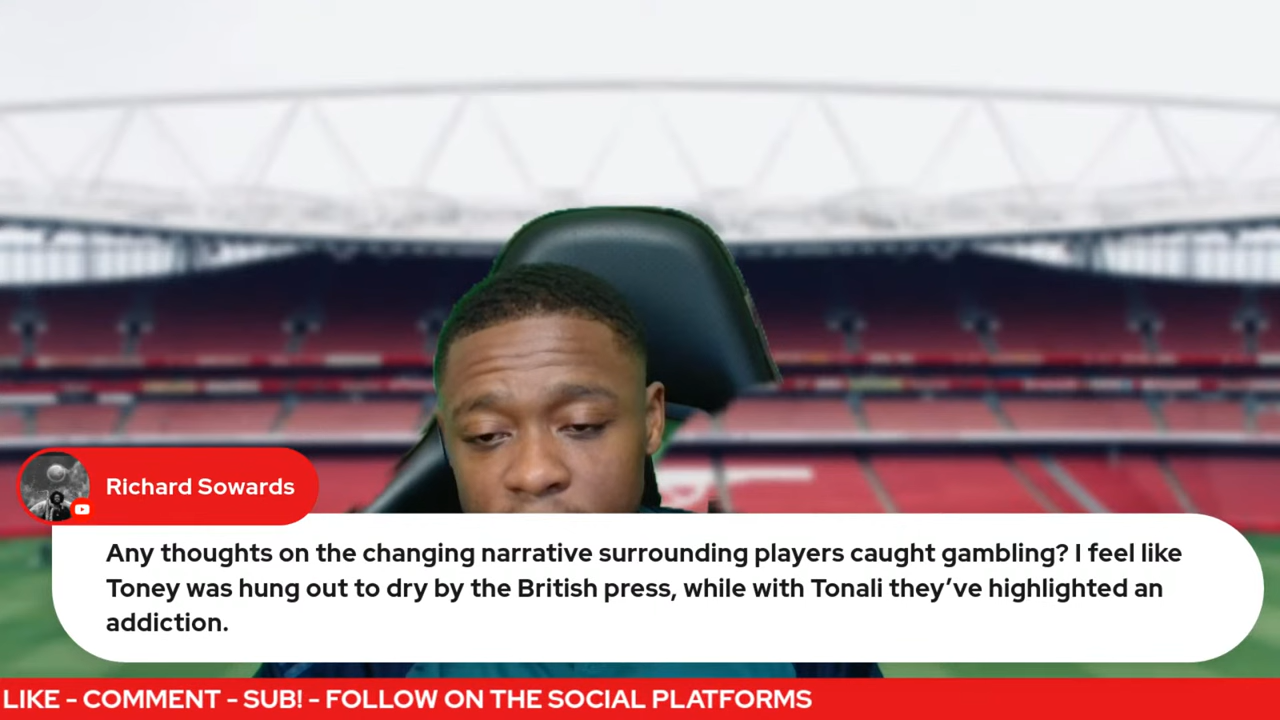 Richard Sowards
Any thoughts on the changing narrative surrounding players caught gambling? I feel like
Toney was hung out to dry by the British press, while with Tonali they’ve highlighted an
addiction.
LIKE - COMMENT - SUB! - FOLLOW ON THE SOCIAL PLATFORMS